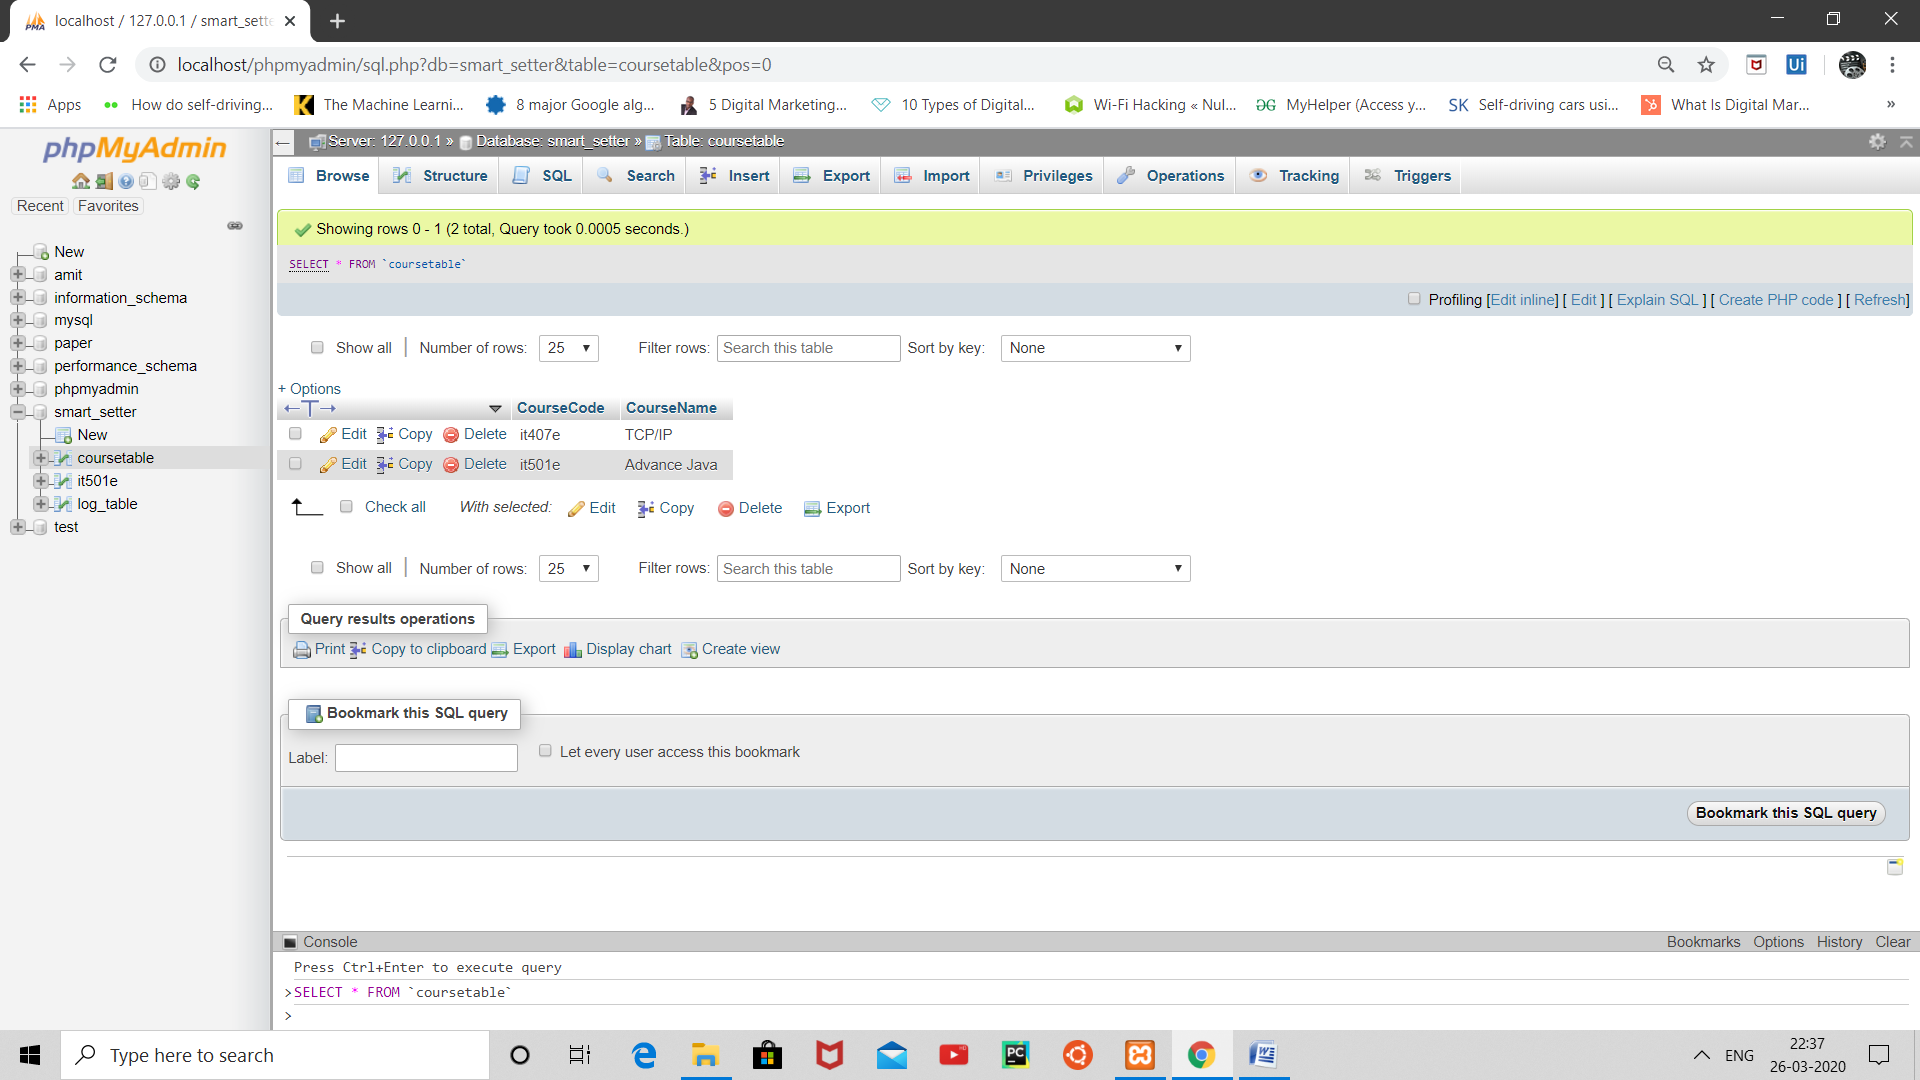 localhost / 127.0.0.1 / smart_sette
localhost/phpmyadmin/sql.php?db=smart_setter&table=coursetable&pos=0
Apps How do self-driving... The Machine Learni... 8 major Google alg... 5 Digital Marketing... 10 Types of Digital... Wi-Fi Hacking « Nul... MyHelper (Access y... SK Self-driving cars usi... What Is Digital Mar... »
phpMyAdmin
Recent Favorites
New
amit
information_schema
mysql
paper
performance_schema
phpmyadmin
smart_setter
New
coursetable
it501e
log_table
test
Server: 127.0.0.1 » Database: smart_setter » Table: coursetable
Browse Structure SQL Search Insert Export Import Privileges Operations Tracking Triggers
Showing rows 0 - 1 (2 total, Query took 0.0005 seconds.)
SELECT * FROM `coursetable`
Profiling [Edit inline] [ Edit ] [ Explain SQL ] [ Create PHP code ] [ Refresh]
Show all | Number of rows: 25 Filter rows: Search this table Sort by key: None
+ Options
←T→ CourseCode CourseName
Edit Copy Delete it407e TCP/IP
Edit Copy Delete it501e Advance Java
Check all With selected: Edit Copy Delete Export
Show all | Number of rows: 25 Filter rows: Search this table Sort by key: None
Query results operations
Print Copy to clipboard Export Display chart Create view
Bookmark this SQL query
Label: Let every user access this bookmark
Bookmark this SQL query
Console Bookmarks Options History Clear
Press Ctrl+Enter to execute query
>SELECT * FROM `coursetable`
>
Type here to search
ENG
22:37
26-03-2020